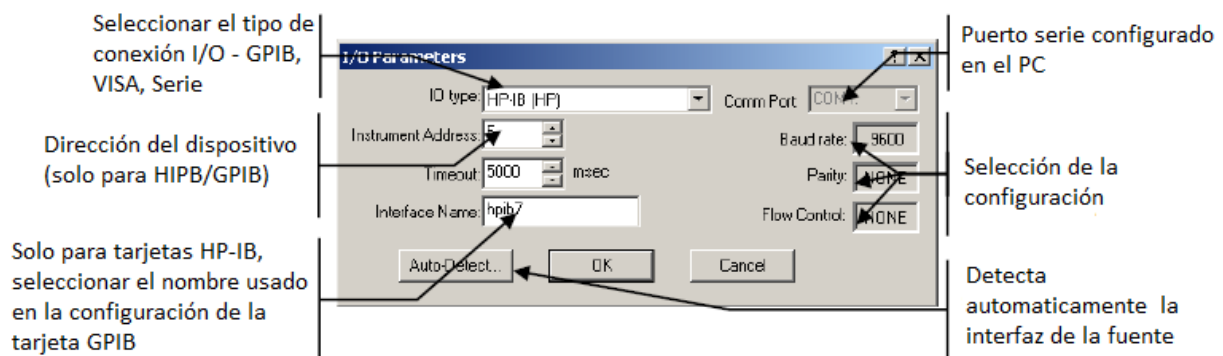 Seleccionar el tipo de
conexión I/O - GPIB,
VISA, Serie
Dirección del dispositivo
(solo para HIPB/GPIB)
Solo para tarjetas HP-IB,
seleccionar el nombre usado
en la configuración de la
tarjeta GPIB
I/O Parameters
IO type: HP-IB (HP)
Instrument Address:
Timeout: 5000 msec
Interface Name: hpib7
Auto-Detect... OK Cancel
Comm Port:
Baud rate: 9600
Parity: NONE
Flow Control: NONE
Puerto serie configurado
en el PC
Selección de la
configuración
Detecta
automaticamente la
interfaz de la fuente